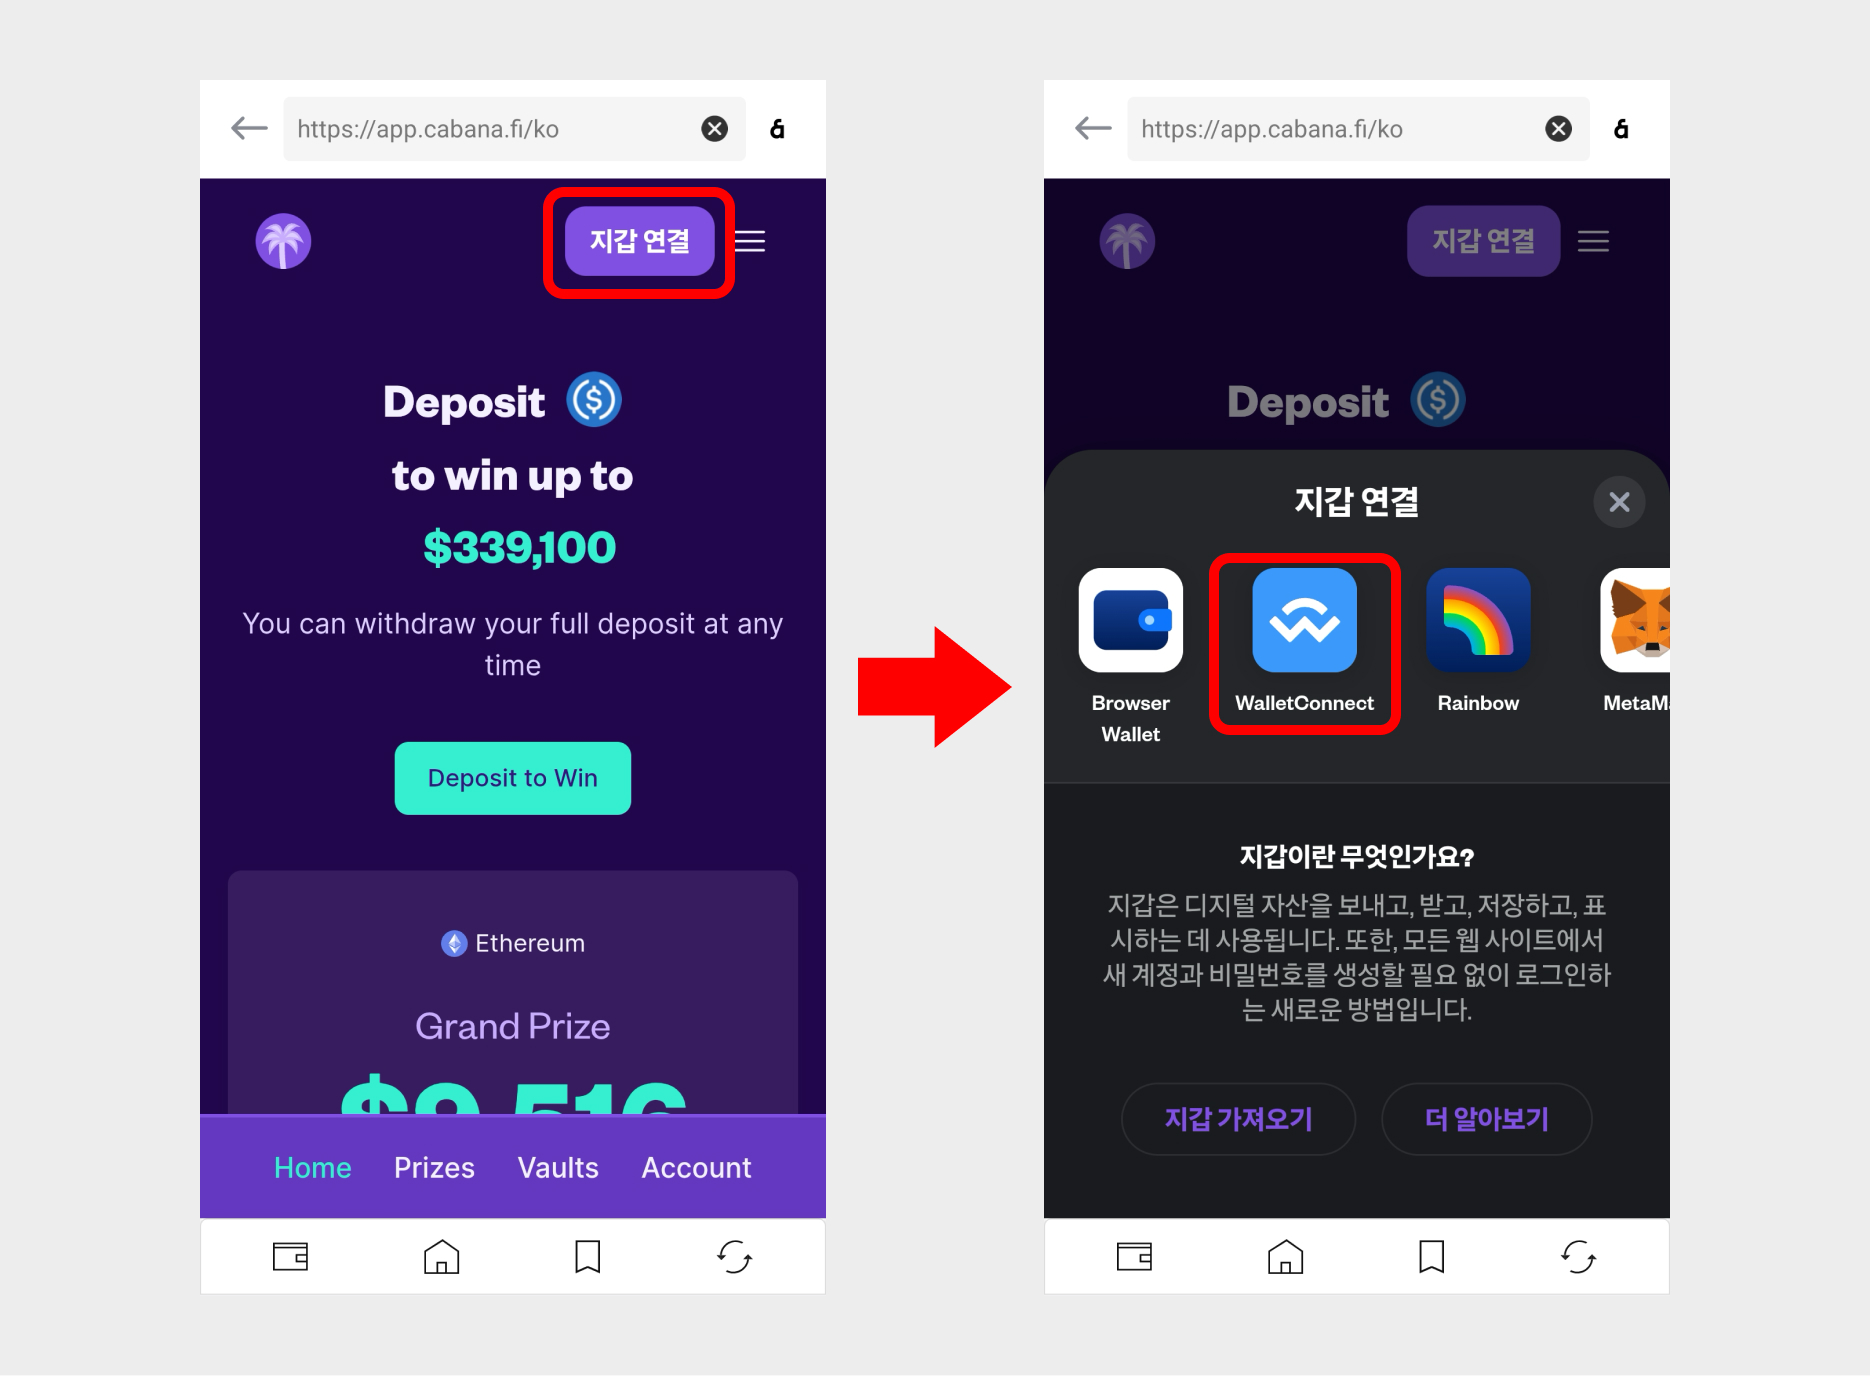 https://app.cabana.fi/ko
지갑 연결
Deposit
to win up to
$339,100
You can withdraw your full deposit at any
time
Deposit to Win
Ethereum
Grand Prize
Home Prizes Vaults Account
https://app.cabana.fi/ko
지갑 연결
Deposit
지갑 연결
Browser
Wallet
WalletConnect
Rainbow
지갑이란 무엇인가요?
지갑은 디지털 자산을 보내고, 받고, 저장하고, 표
시하는 데 사용됩니다. 또한, 모든 웹 사이트에서
새 계정과 비밀번호를 생성할 필요 없이 로그인하
는 새로운 방법입니다.
지갑 가져오기 더 알아보기